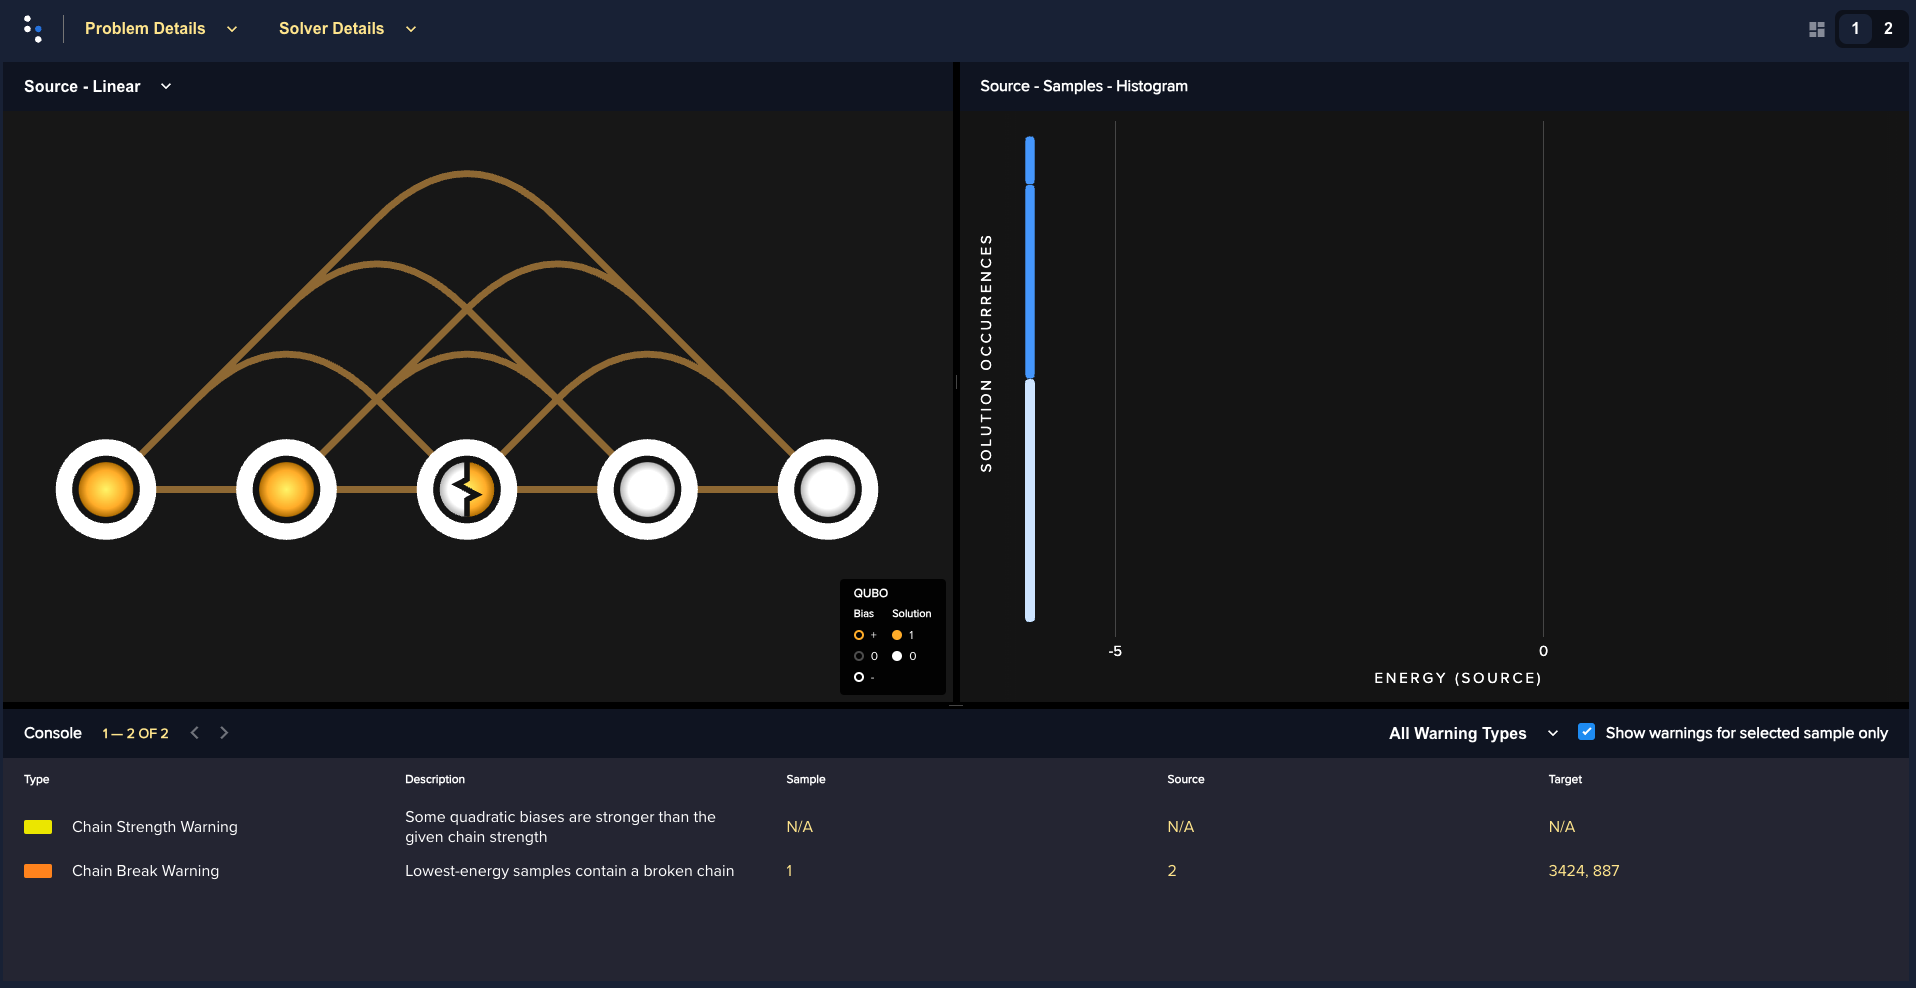 Problem Details
Solver Details
1 2
Source - Linear
Source - Samples - Histogram
SOLUTION OCCURRENCES
QUBO
Bias Solution
+ 1
0 0
-
-5 0
ENERGY (SOURCE)
Console 1 — 2 OF 2
All Warning Types
Show warnings for selected sample only
Type Description Sample Source Target
Chain Strength Warning
Some quadratic biases are stronger than the
given chain strength
N/A N/A N/A
Chain Break Warning Lowest-energy samples contain a broken chain 1 2 3424, 887